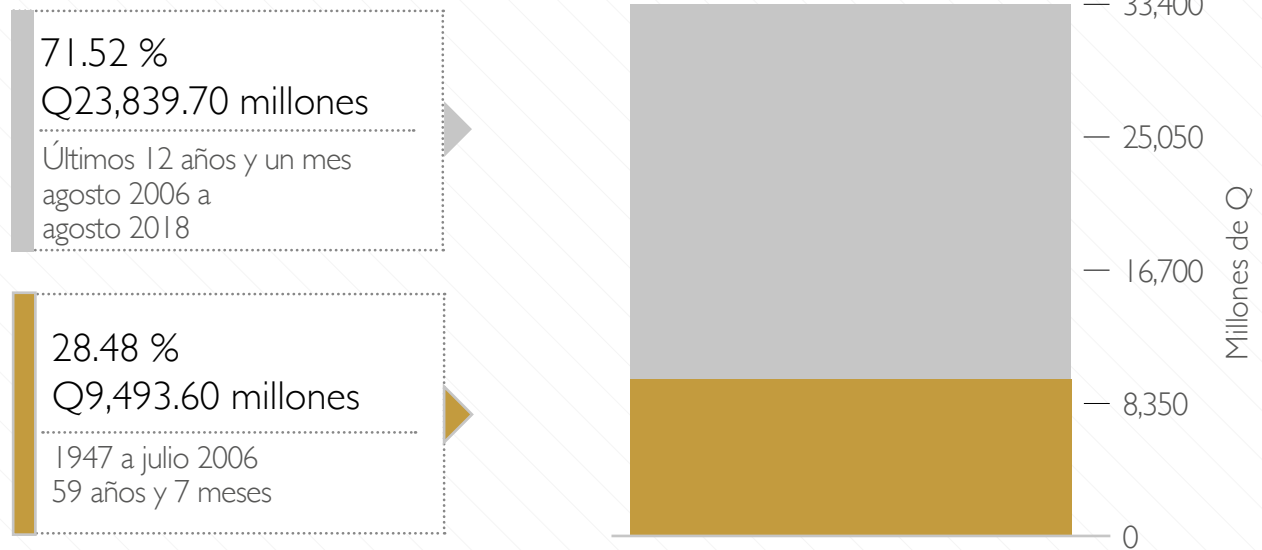 71.52 %
Q23,839.70 millones
Últimos 12 años y un mes
agosto 2006 a
agosto 2018
28.48 %
Q9,493.60 millones
1947 a julio 2006
59 años y 7 meses
33,400
25,050
16,700
8,350
0
Millones de Q